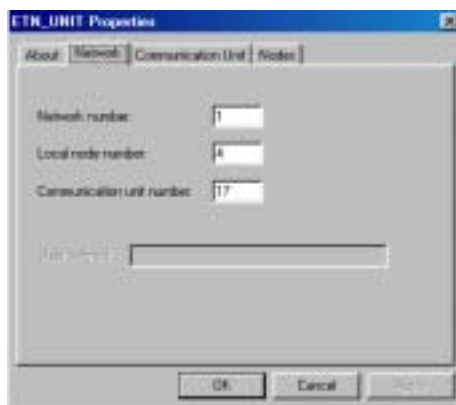 ETN_UNIT Properties
About Network Communication Unit Nodes
Network number: 1
Local node number: 4
Communication unit number: 17
OK Cancel